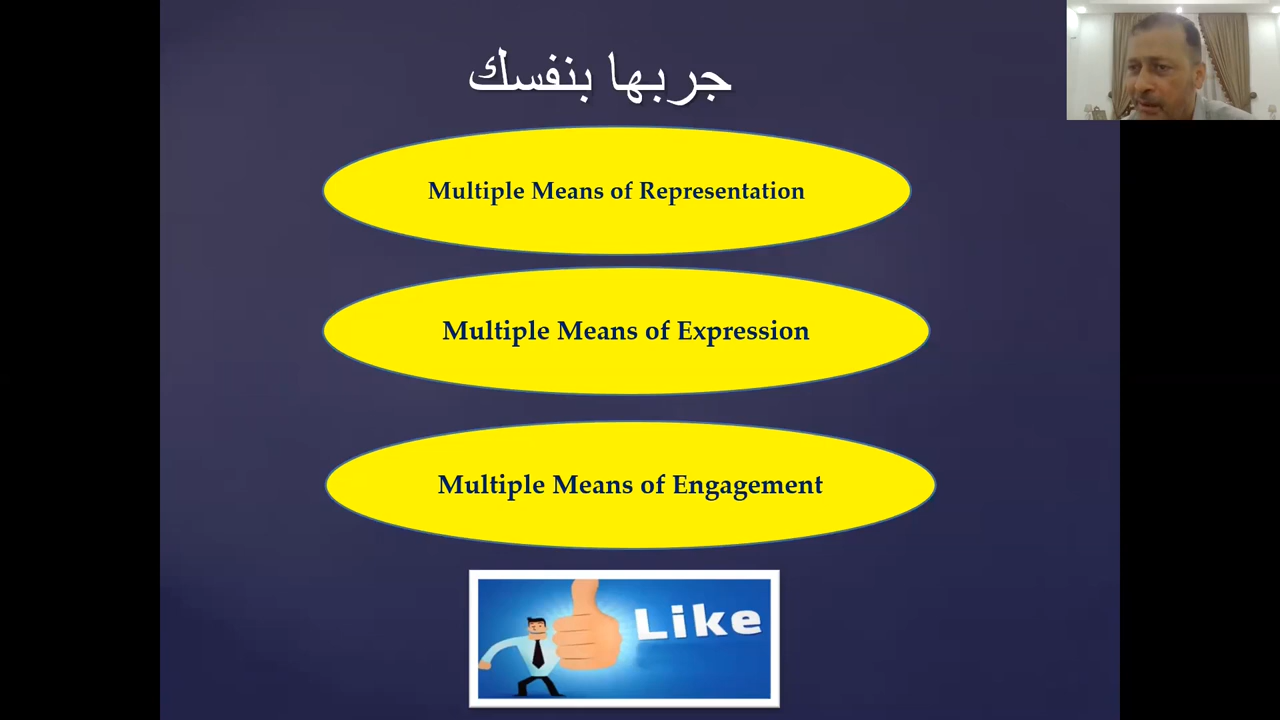 جربها بنفسك
Multiple Means of Representation
Multiple Means of Expression
Multiple Means of Engagement
Like